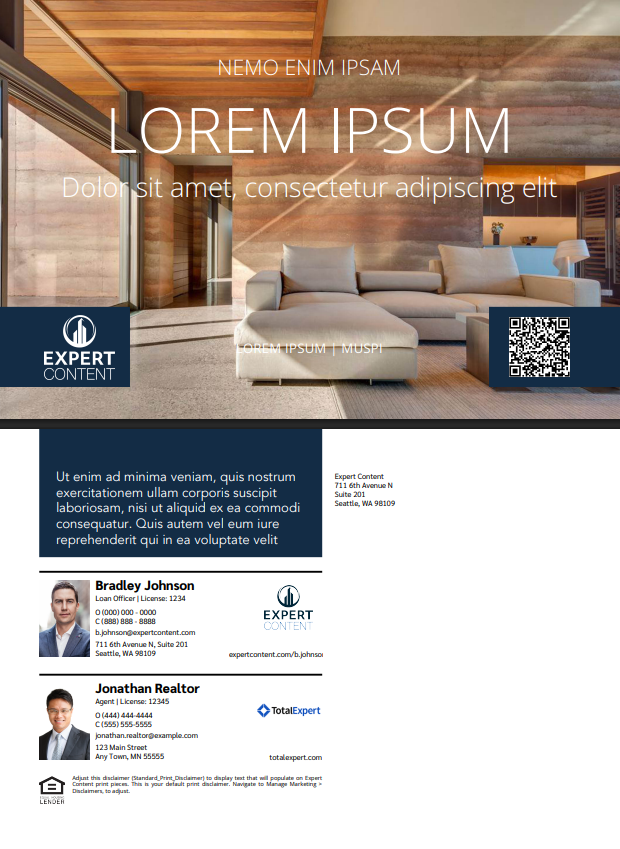 NEMO ENIM IPSAM
LOREM IPSUM
Dolor sit amet, consectetur adipiscing elit
EXPERT
CONTENT
LOREM IPSUM | MUSPI
Ut enim ad minima veniam, quis nostrum
exercitationem ullam corporis suscipit
laboriosam, nisi ut aliquid ex ea commodi
consequatur. Quis autem vel eum iure
reprehenderit qui in ea voluptate velit
Expert Content
711 6th Avenue N
Suite 201
Seattle, WA 98109
Bradley Johnson
Loan Officer | License: 1234
O (000) 000 - 0000
C (888) 888 - 8888
b.johnson@expertcontent.com
711 6th Avenue N, Suite 201
Seattle, WA 98109
EXPERT
CONTENT
expertcontent.com/b.johnso
Jonathan Realtor
Agent | License: 12345
O (444) 444-4444
C (555) 555-5555
jonathan.realtor@example.com
123 Main Street
Any Town, MN 55555
TotalExpert
totalexpert.com
Adjust this disclaimer (Standard_Print_Disclaimer) to display text that will populate on Expert
Content print pieces. This is your default print disclaimer. Navigate to Manage Marketing >
Disclaimers, to adjust.
LENDER